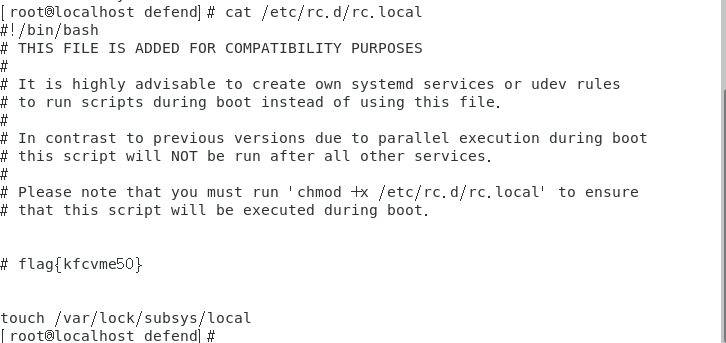 [root@localhost defend]# cat /etc/rc.d/rc.local
#!/bin/bash
# THIS FILE IS ADDED FOR COMPATIBILITY PURPOSES
#
# It is highly advisable to create own systemd services or udev rules
# to run scripts during boot instead of using this file.
#
# In contrast to previous versions due to parallel execution during boot
# this script will NOT be run after all other services.
#
# Please note that you must run 'chmod +x /etc/rc.d/rc.local' to ensure
# that this script will be executed during boot.
# flag{kfcvme50}
touch /var/lock/subsys/local
[root@localhost defend]#